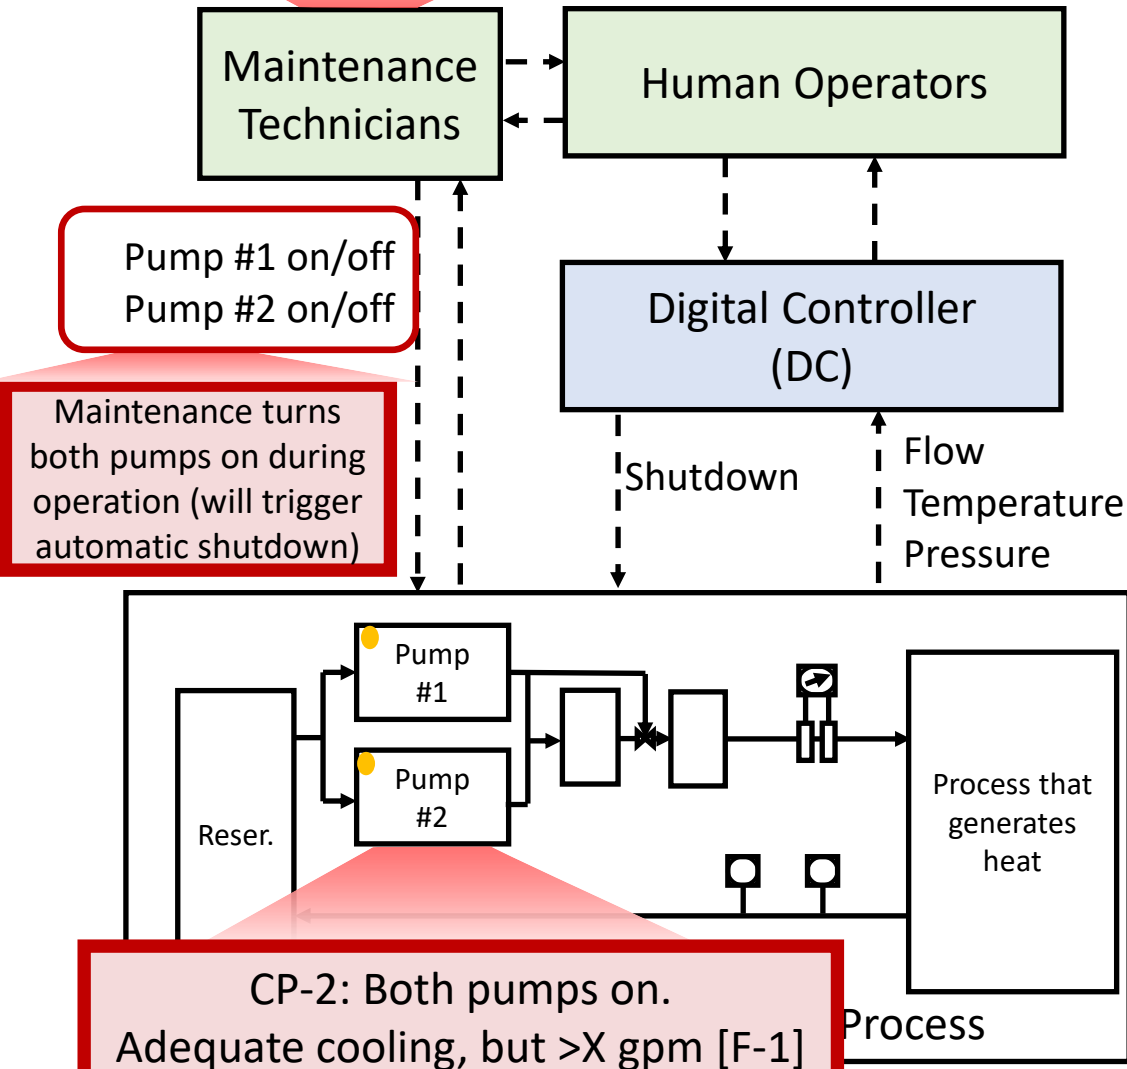 Maintenance
Technicians
Human Operators
Pump #1 on/off
Pump #2 on/off
Digital Controller
(DC)
Maintenance turns
both pumps on during
operation (will trigger
automatic shutdown)
Shutdown
Flow
Temperature
Pressure
Pump
#1
Pump
#2
Reser.
Process that
generates
heat
CP-2: Both pumps on.
Adequate cooling, but >X gpm [F-1]
Process